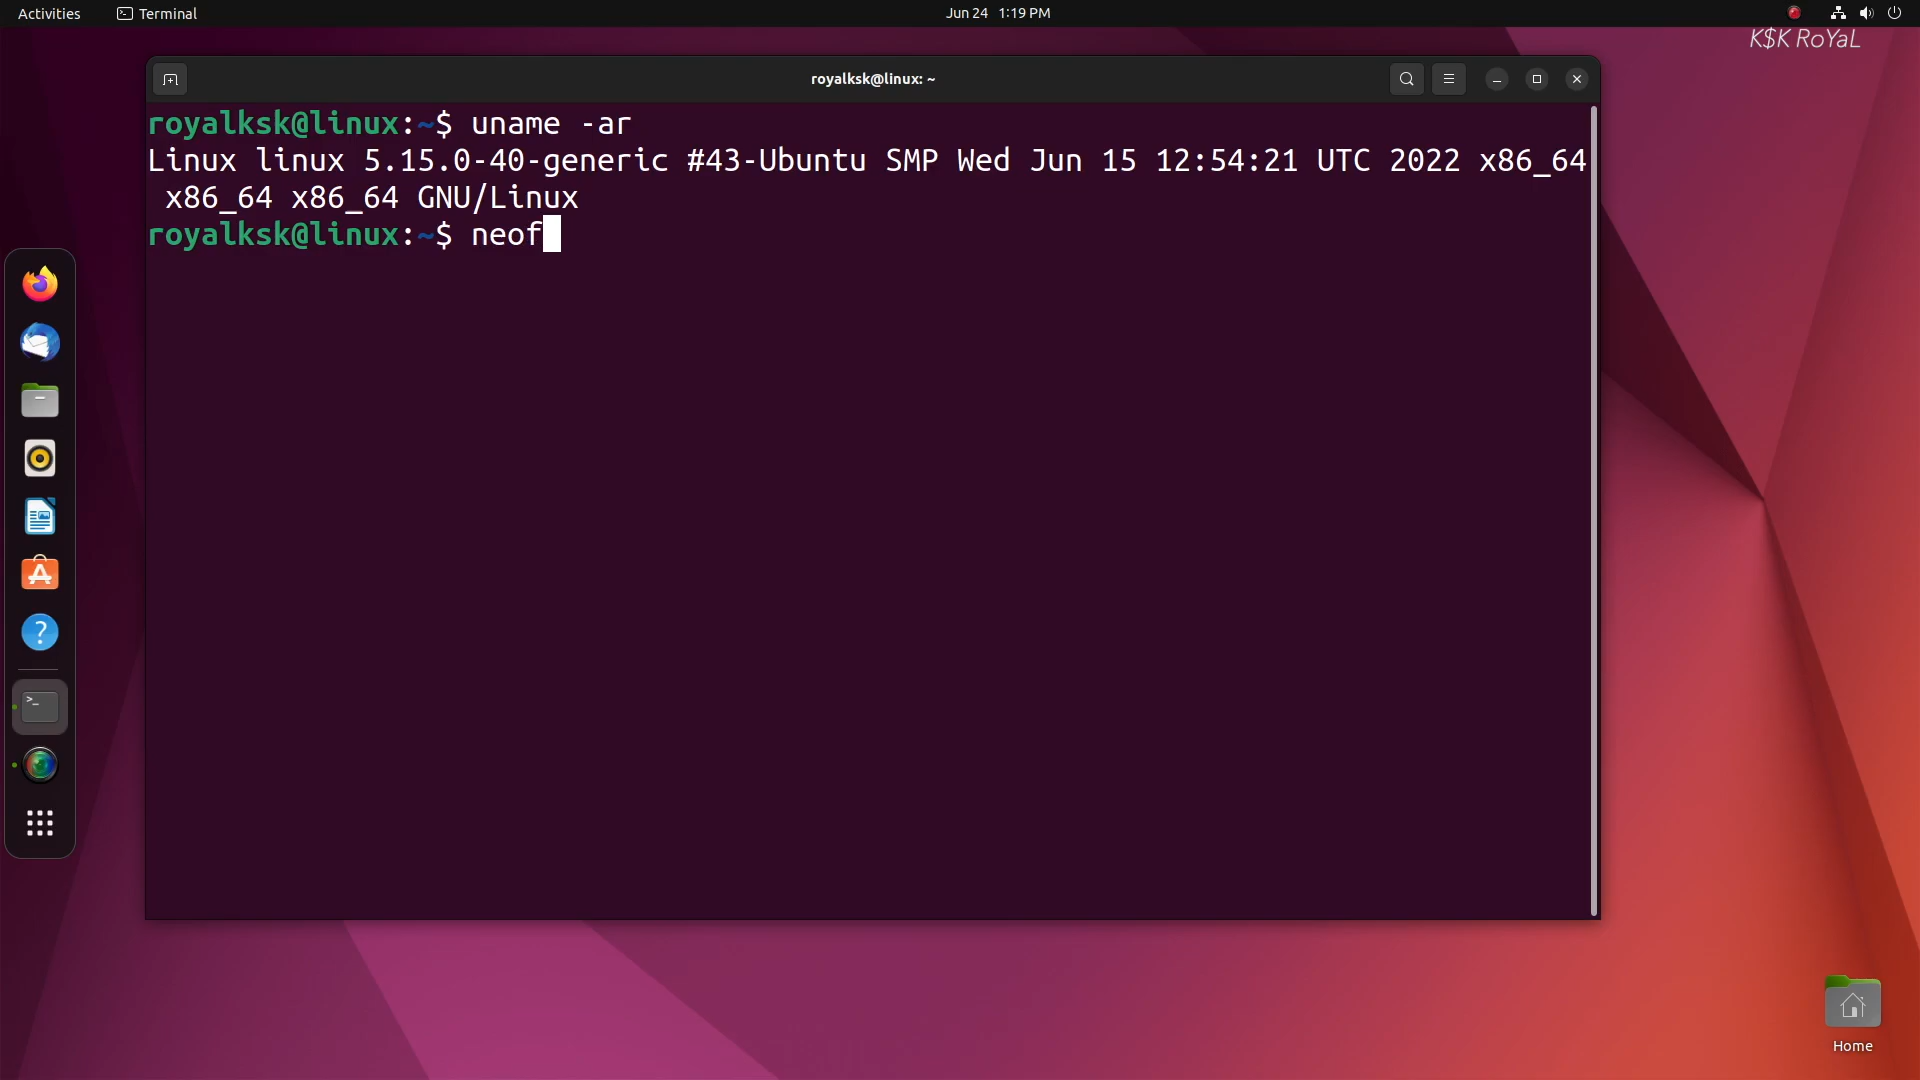 Activities Terminal Jun 24 1:19 PM
K$K RoYaL
royalksk@linux: ~
royalksk@linux:~$ uname -ar
Linux linux 5.15.0-40-generic #43-Ubuntu SMP Wed Jun 15 12:54:21 UTC 2022 x86_64
x86_64 x86_64 GNU/Linux
royalksk@linux:~$ neof
Home